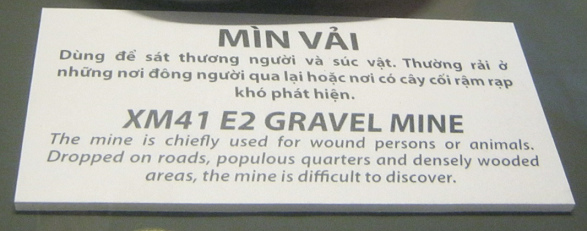 MÌN VẢI
Dùng để sát thương người và súc vật. Thường rải ở
những nơi đông người qua lại hoặc nơi có cây cối rậm rạp
khó phát hiện.
XM41 E2 GRAVEL MINE
The mine is chiefly used for wound persons or animals.
Dropped on roads, populous quarters and densely wooded
areas, the mine is difficult to discover.